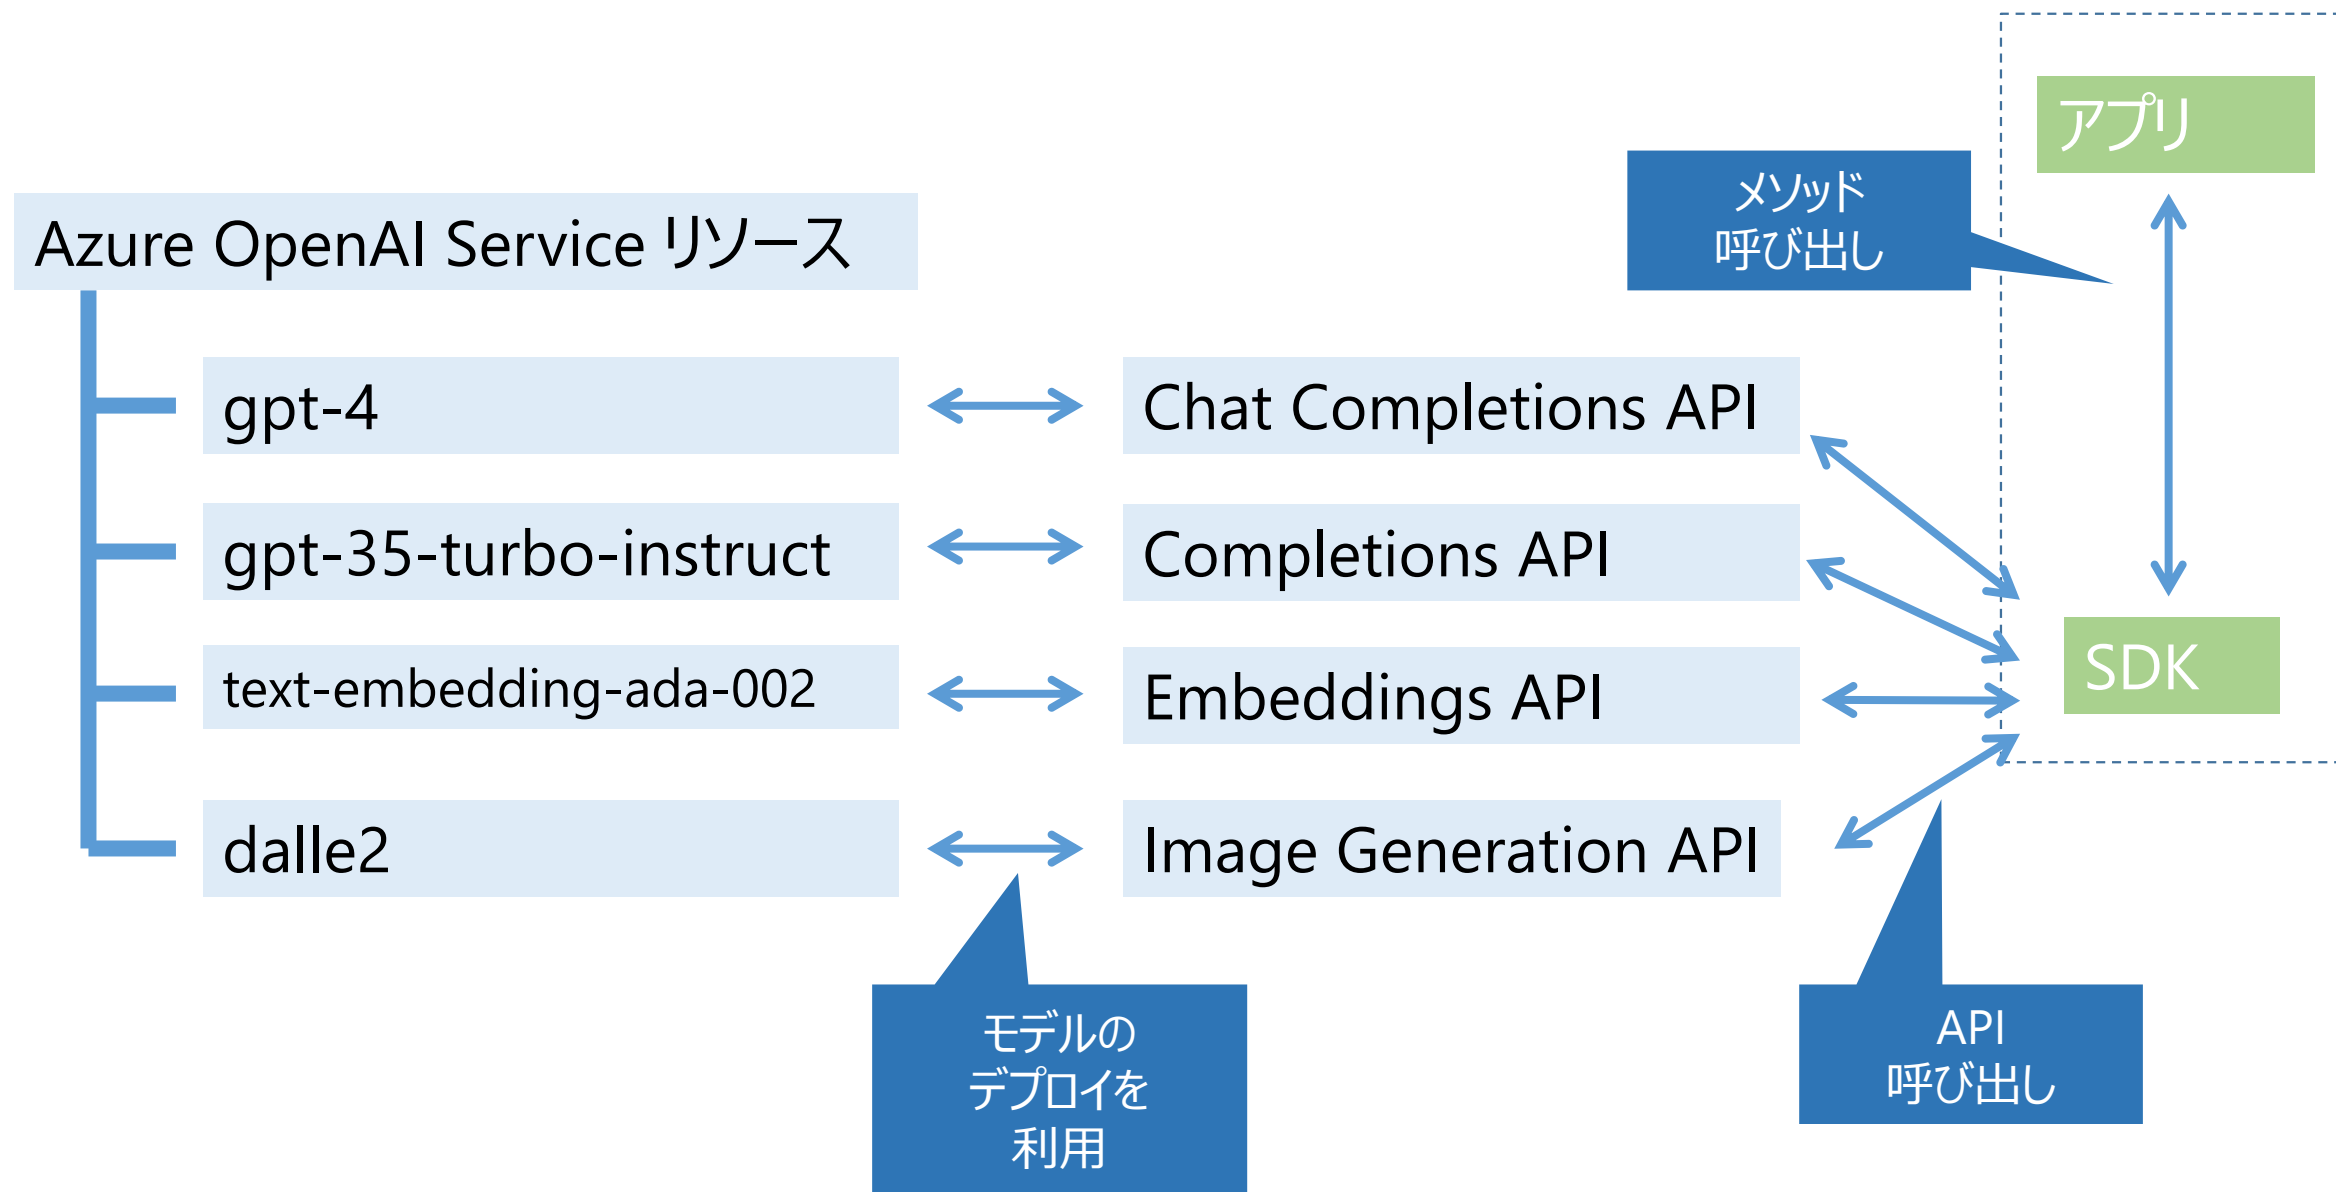 アプリ
メソッド
呼び出し
Azure OpenAI Service リソース
gpt-4
Chat Completions API
gpt-35-turbo-instruct
Completions API
text-embedding-ada-002
Embeddings API
SDK
dalle2
Image Generation API
モデルの
デプロイを
利用
API
呼び出し